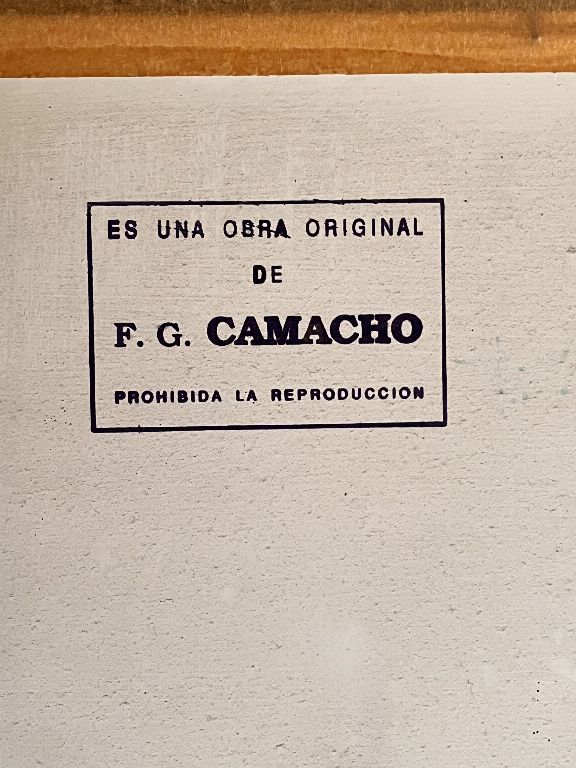 ES UNA OBRA ORIGINAL
DE
F. G. CAMACHO
PROHIBIDA LA REPRODUCCION